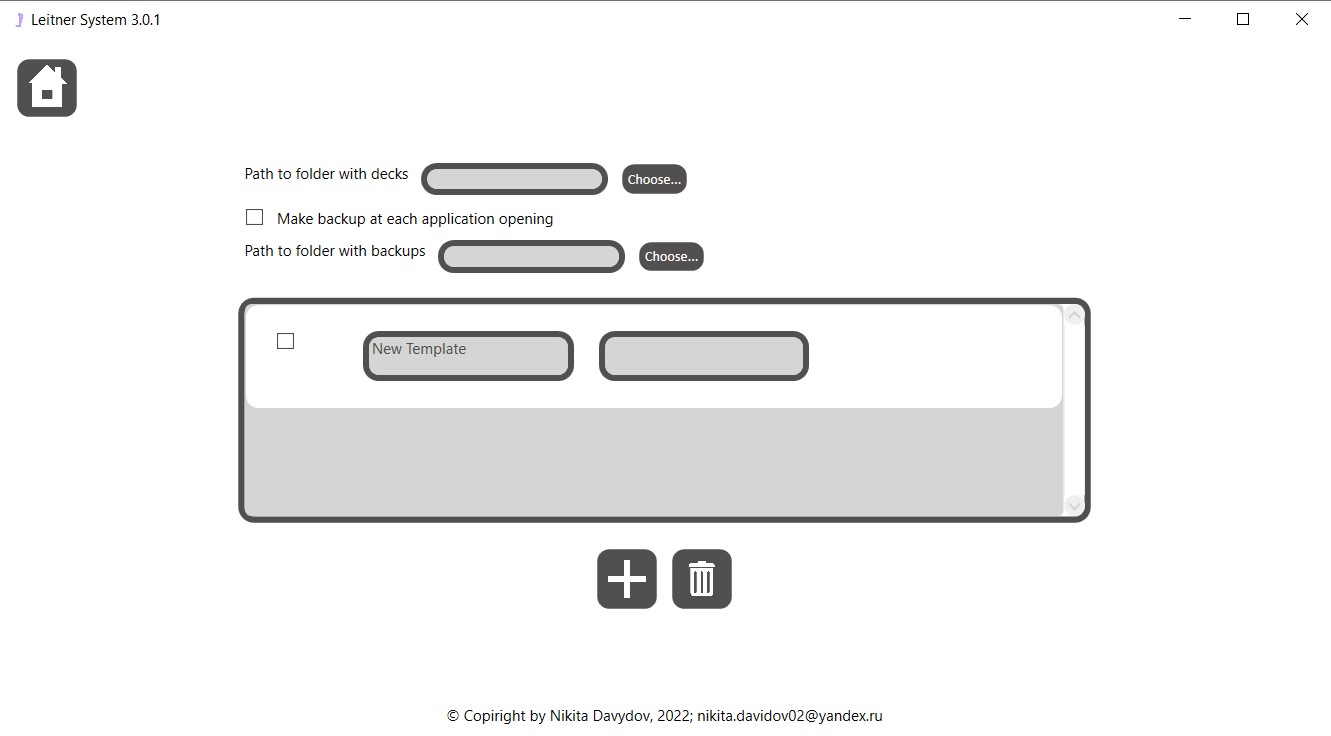 Leitner System 3.0.1
Path to folder with decks Choose...
Make backup at each application opening
Path to folder with backups Choose...
New Template
© Copiright by Nikita Davydov, 2022; nikita.davidov02@yandex.ru